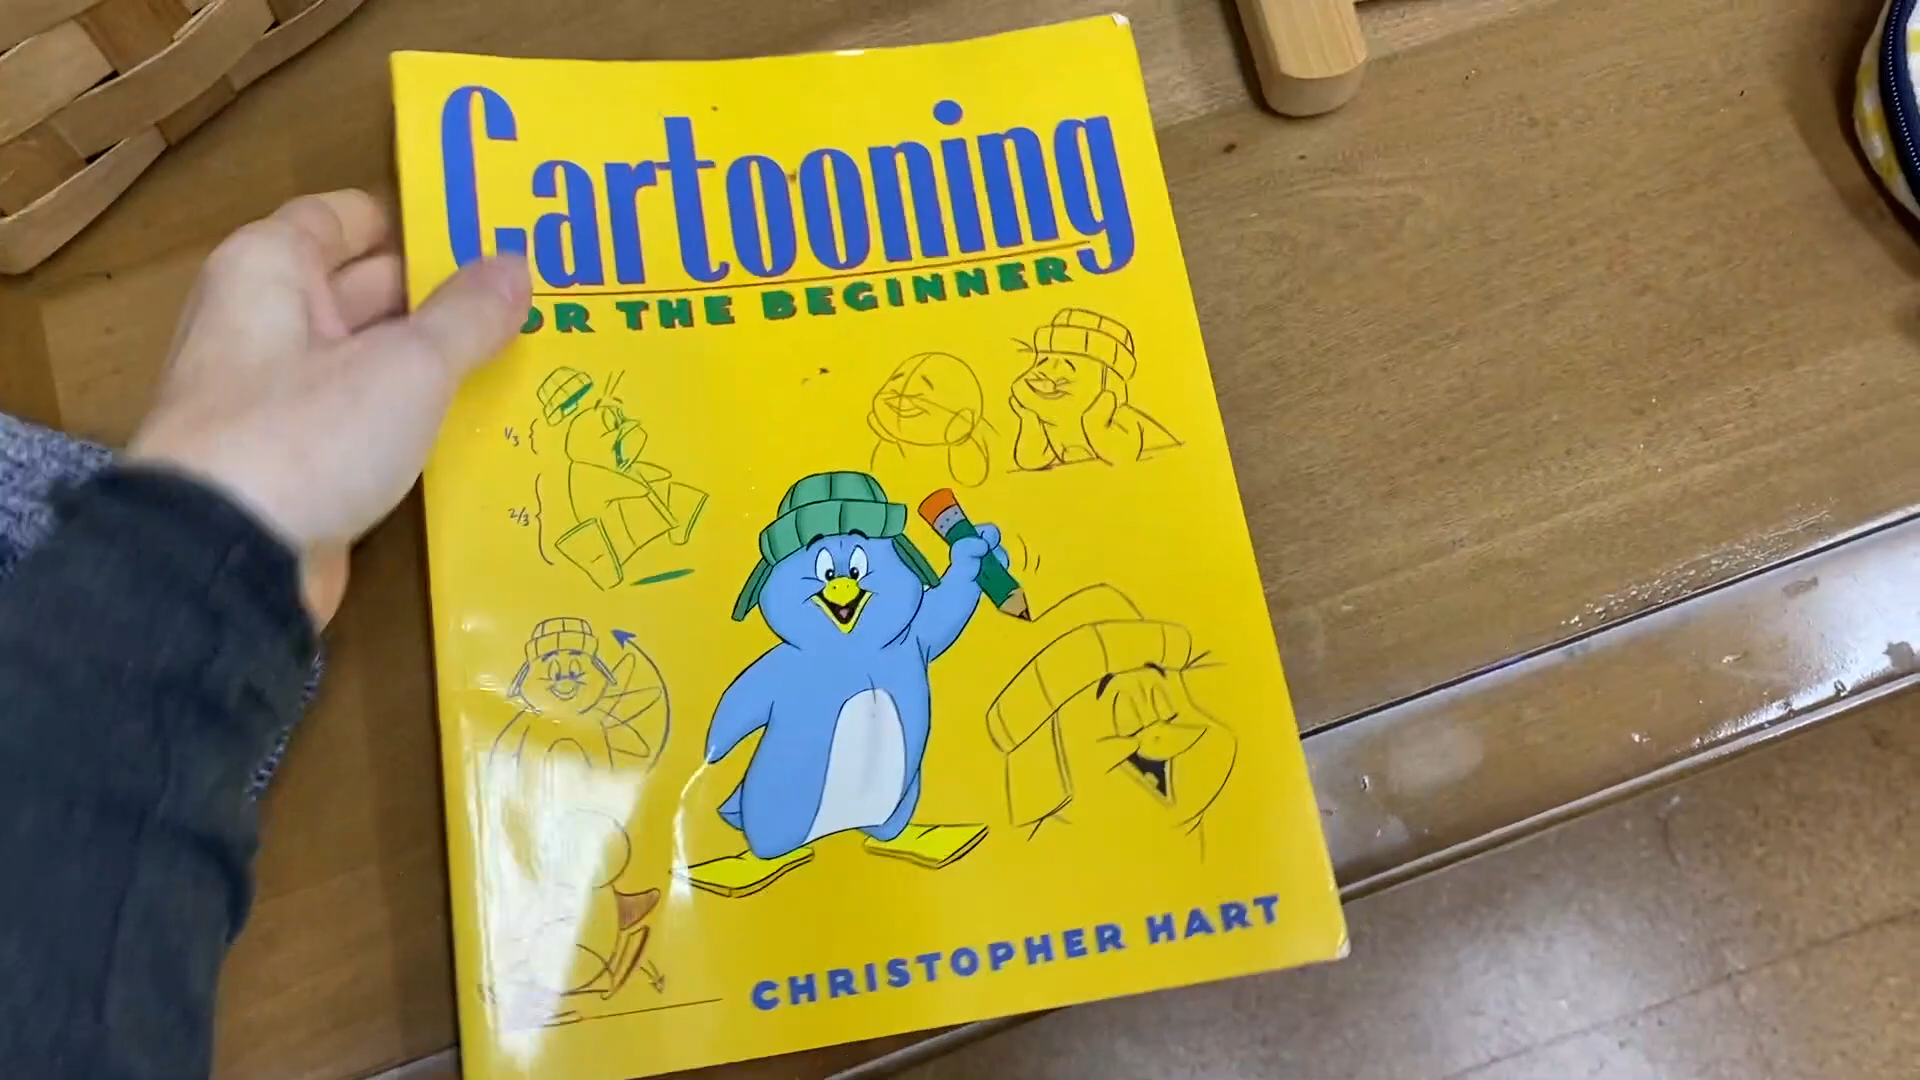 Cartooning
OR THE BEGINNER
1/3
2/3
CHRISTOPHER HART